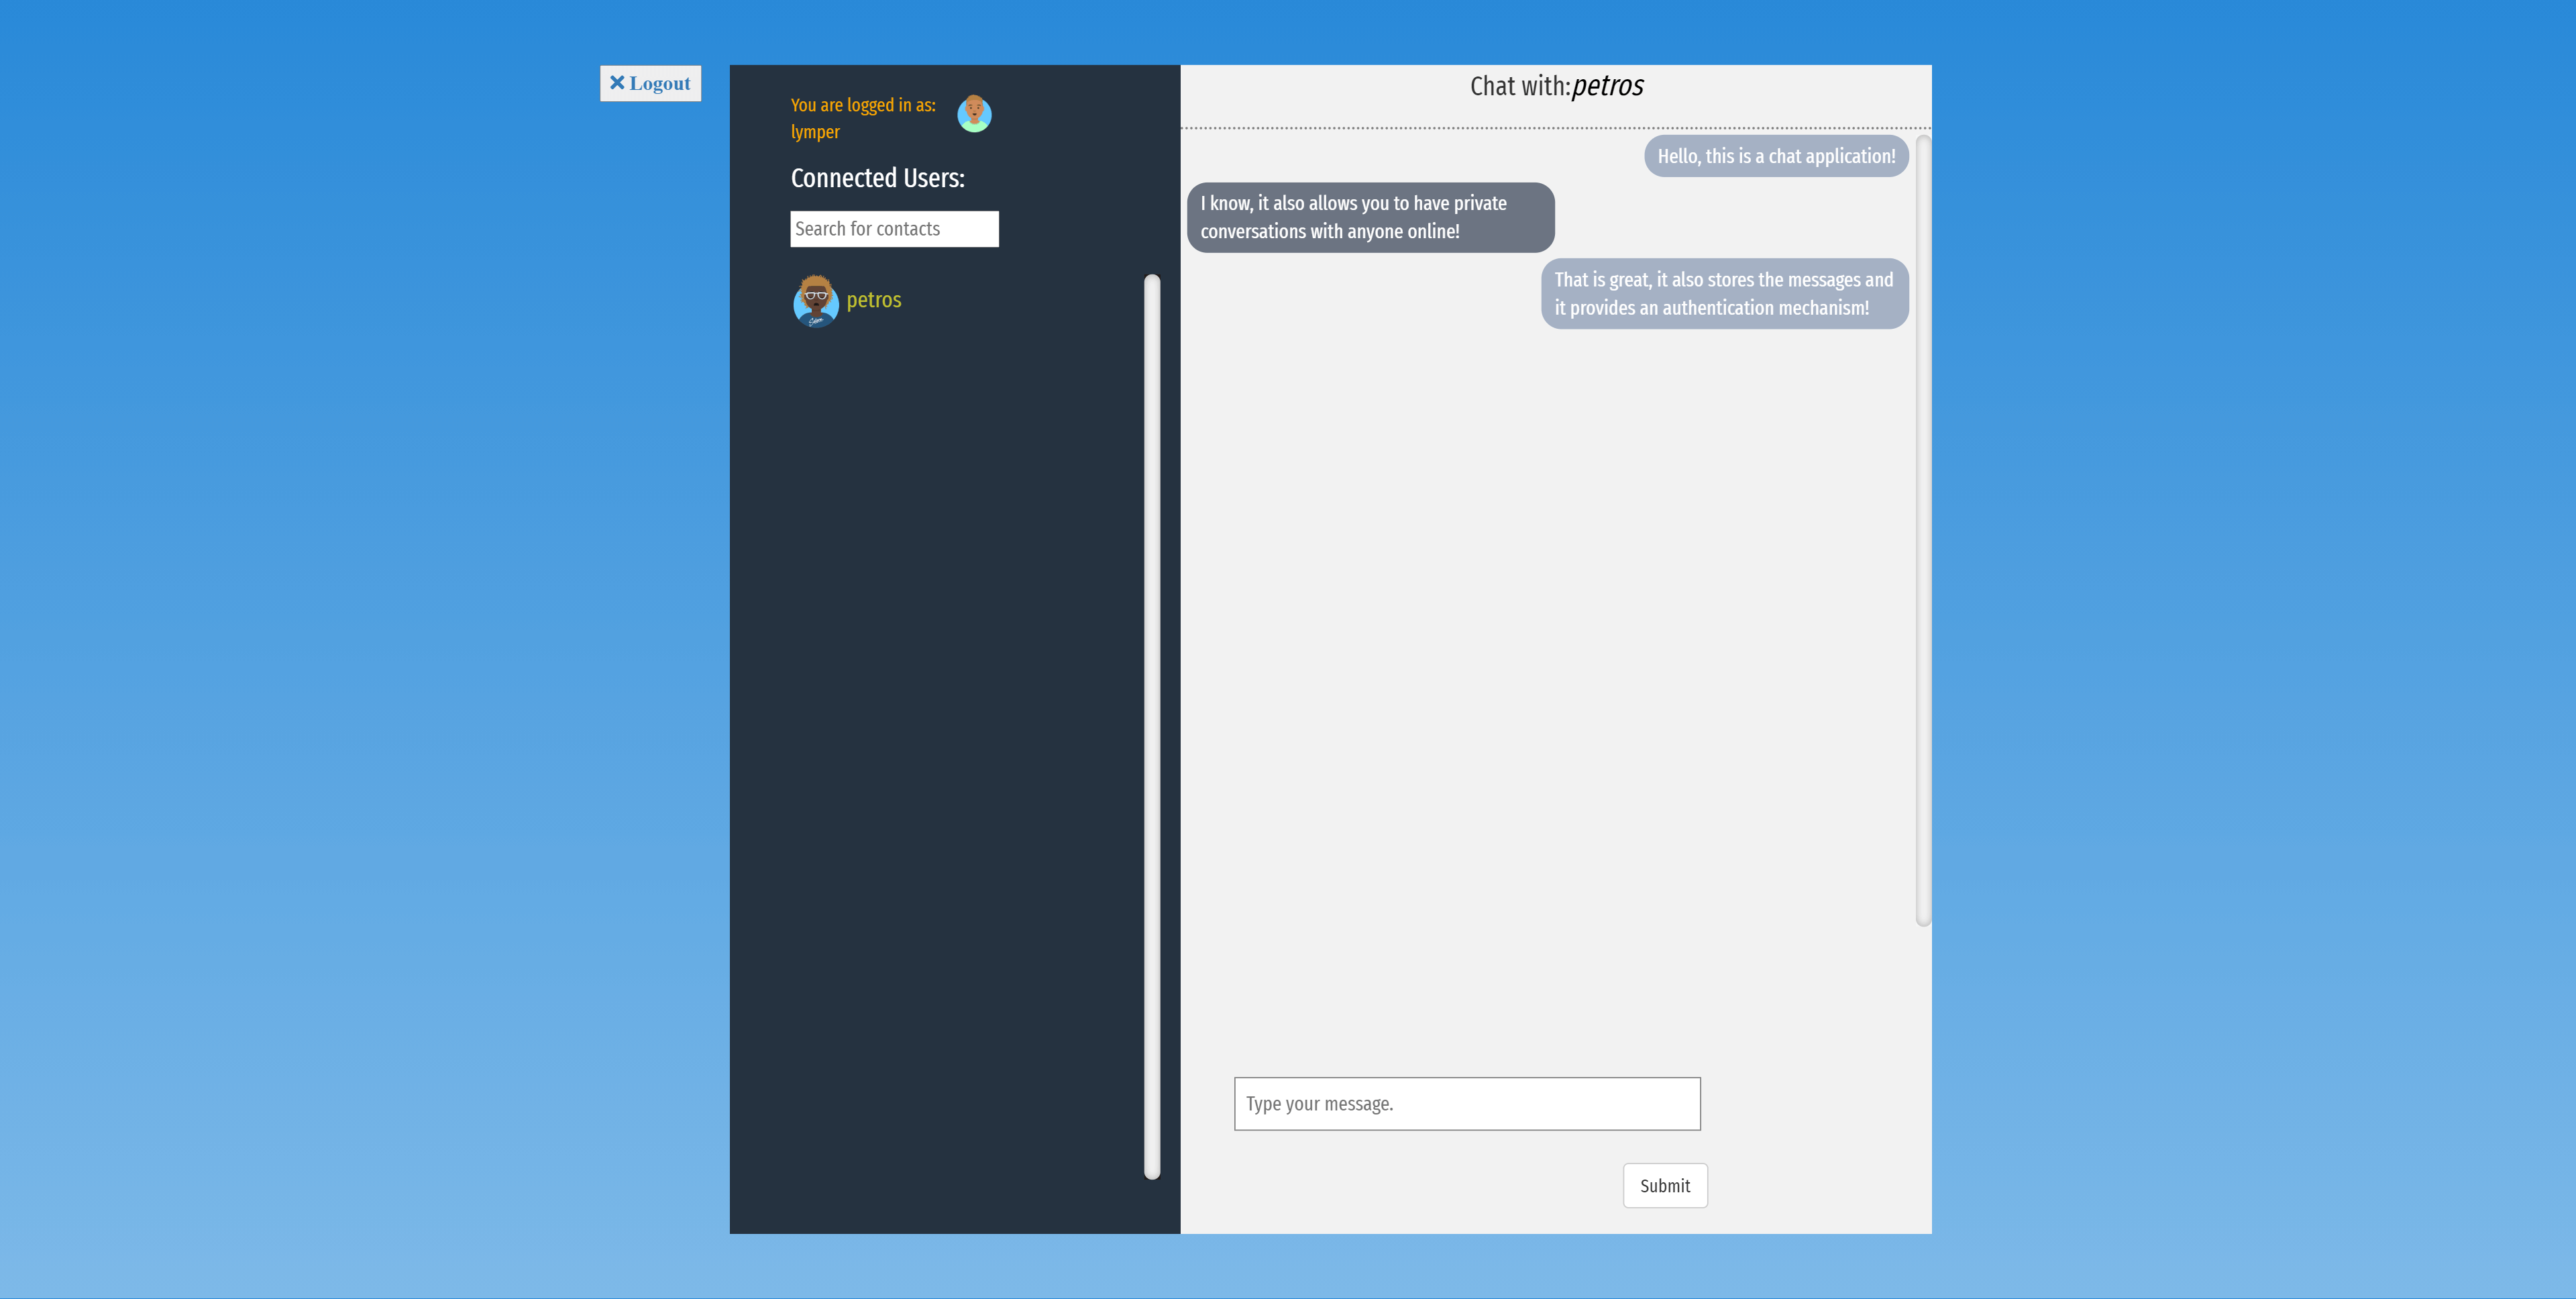 Logout
You are logged in as:
lymper
Connected Users:
Search for contacts
petros
Chat with:petros
Hello, this is a chat application!
I know, it also allows you to have private
conversations with anyone online!
That is great, it also stores the messages and
it provides an authentication mechanism!
Type your message.
Submit